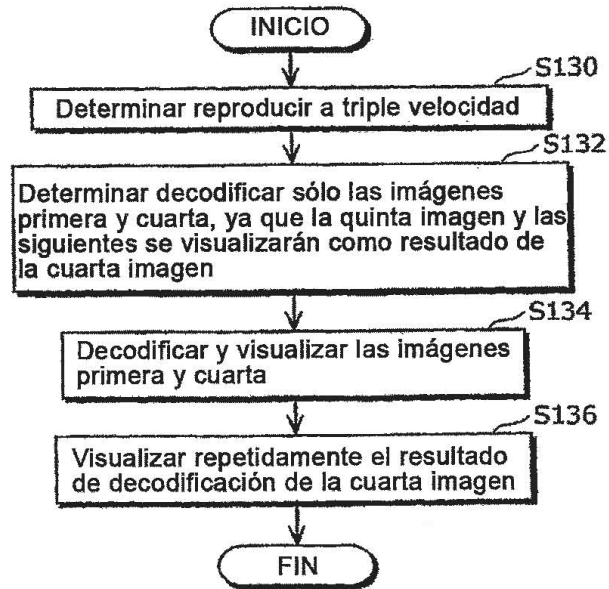 INICIO
S130
Determinar reproducir a triple velocidad
S132
Determinar decodificar sólo las imágenes
primera y cuarta, ya que la quinta imagen y las
siguientes se visualizarán como resultado de
la cuarta imagen
S134
Decodificar y visualizar las imágenes
primera y cuarta
S136
Visualizar repetidamente el resultado
de decodificación de la cuarta imagen
FIN